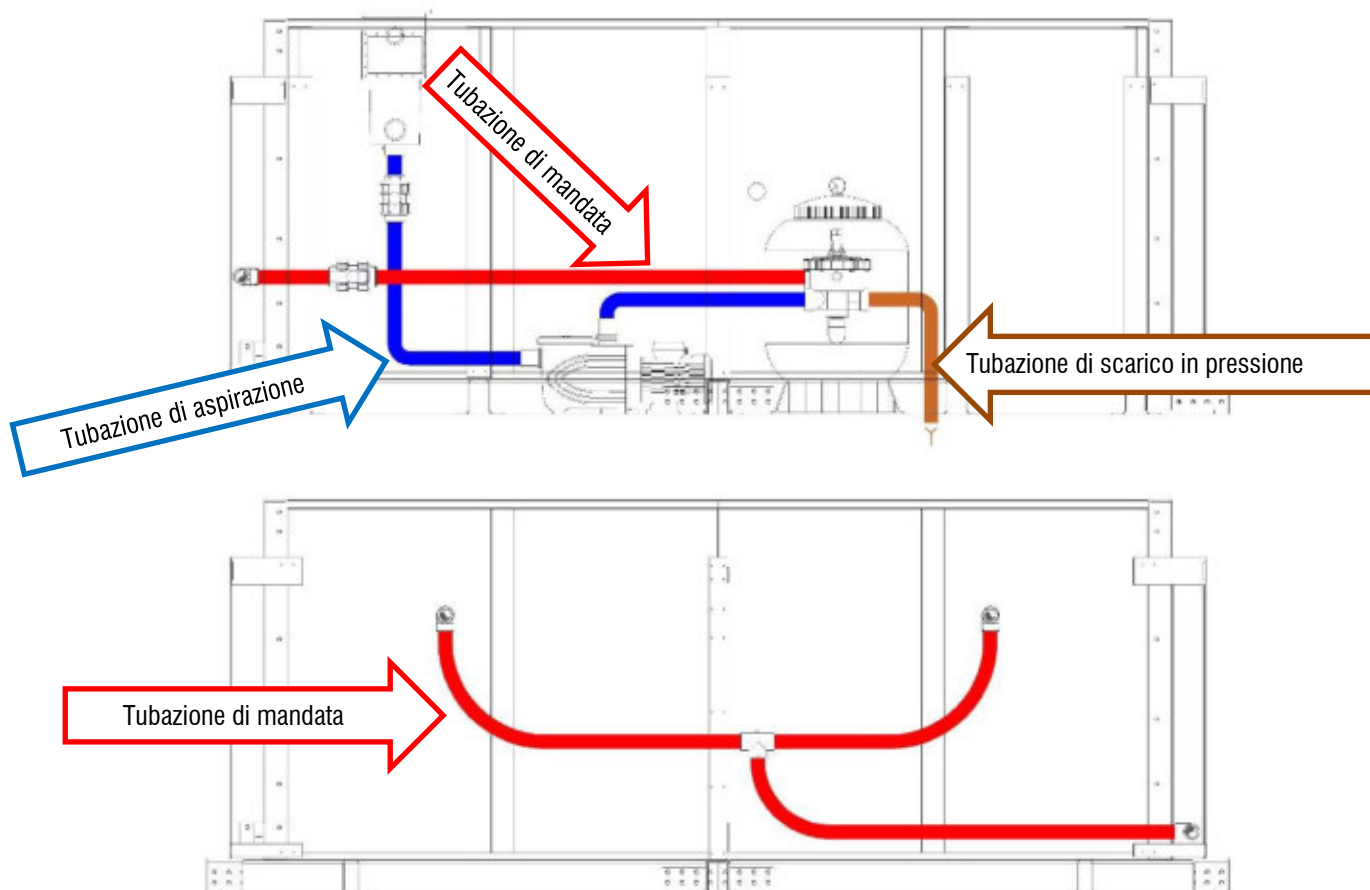 Tubazione di mandata
Tubazione di aspirazione
Tubazione di scarico in pressione
Tubazione di mandata